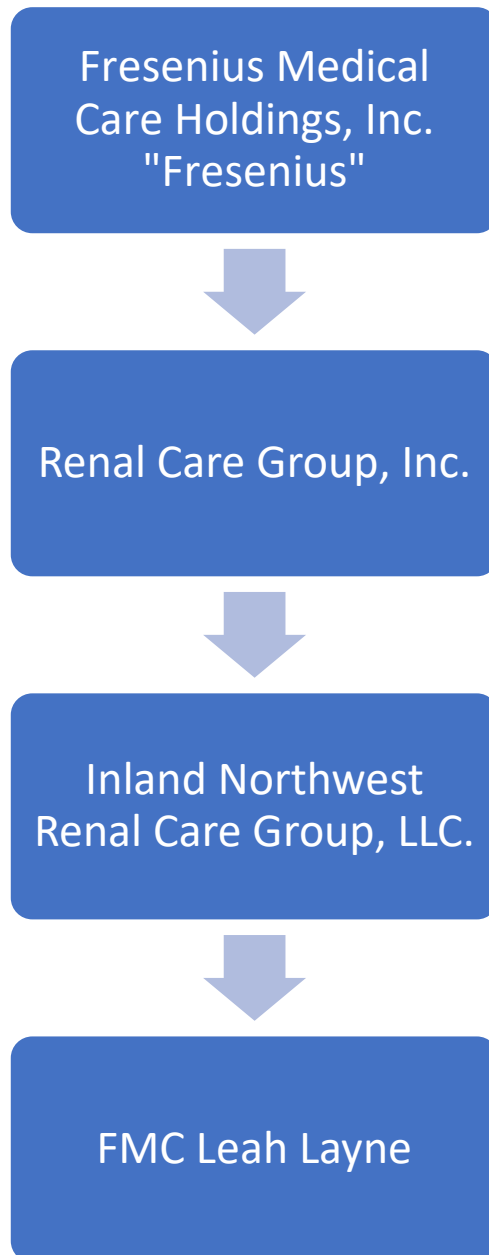 Fresenius Medical
Care Holdings, Inc.
"Fresenius"
Renal Care Group, Inc.
Inland Northwest
Renal Care Group, LLC.
FMC Leah Layne